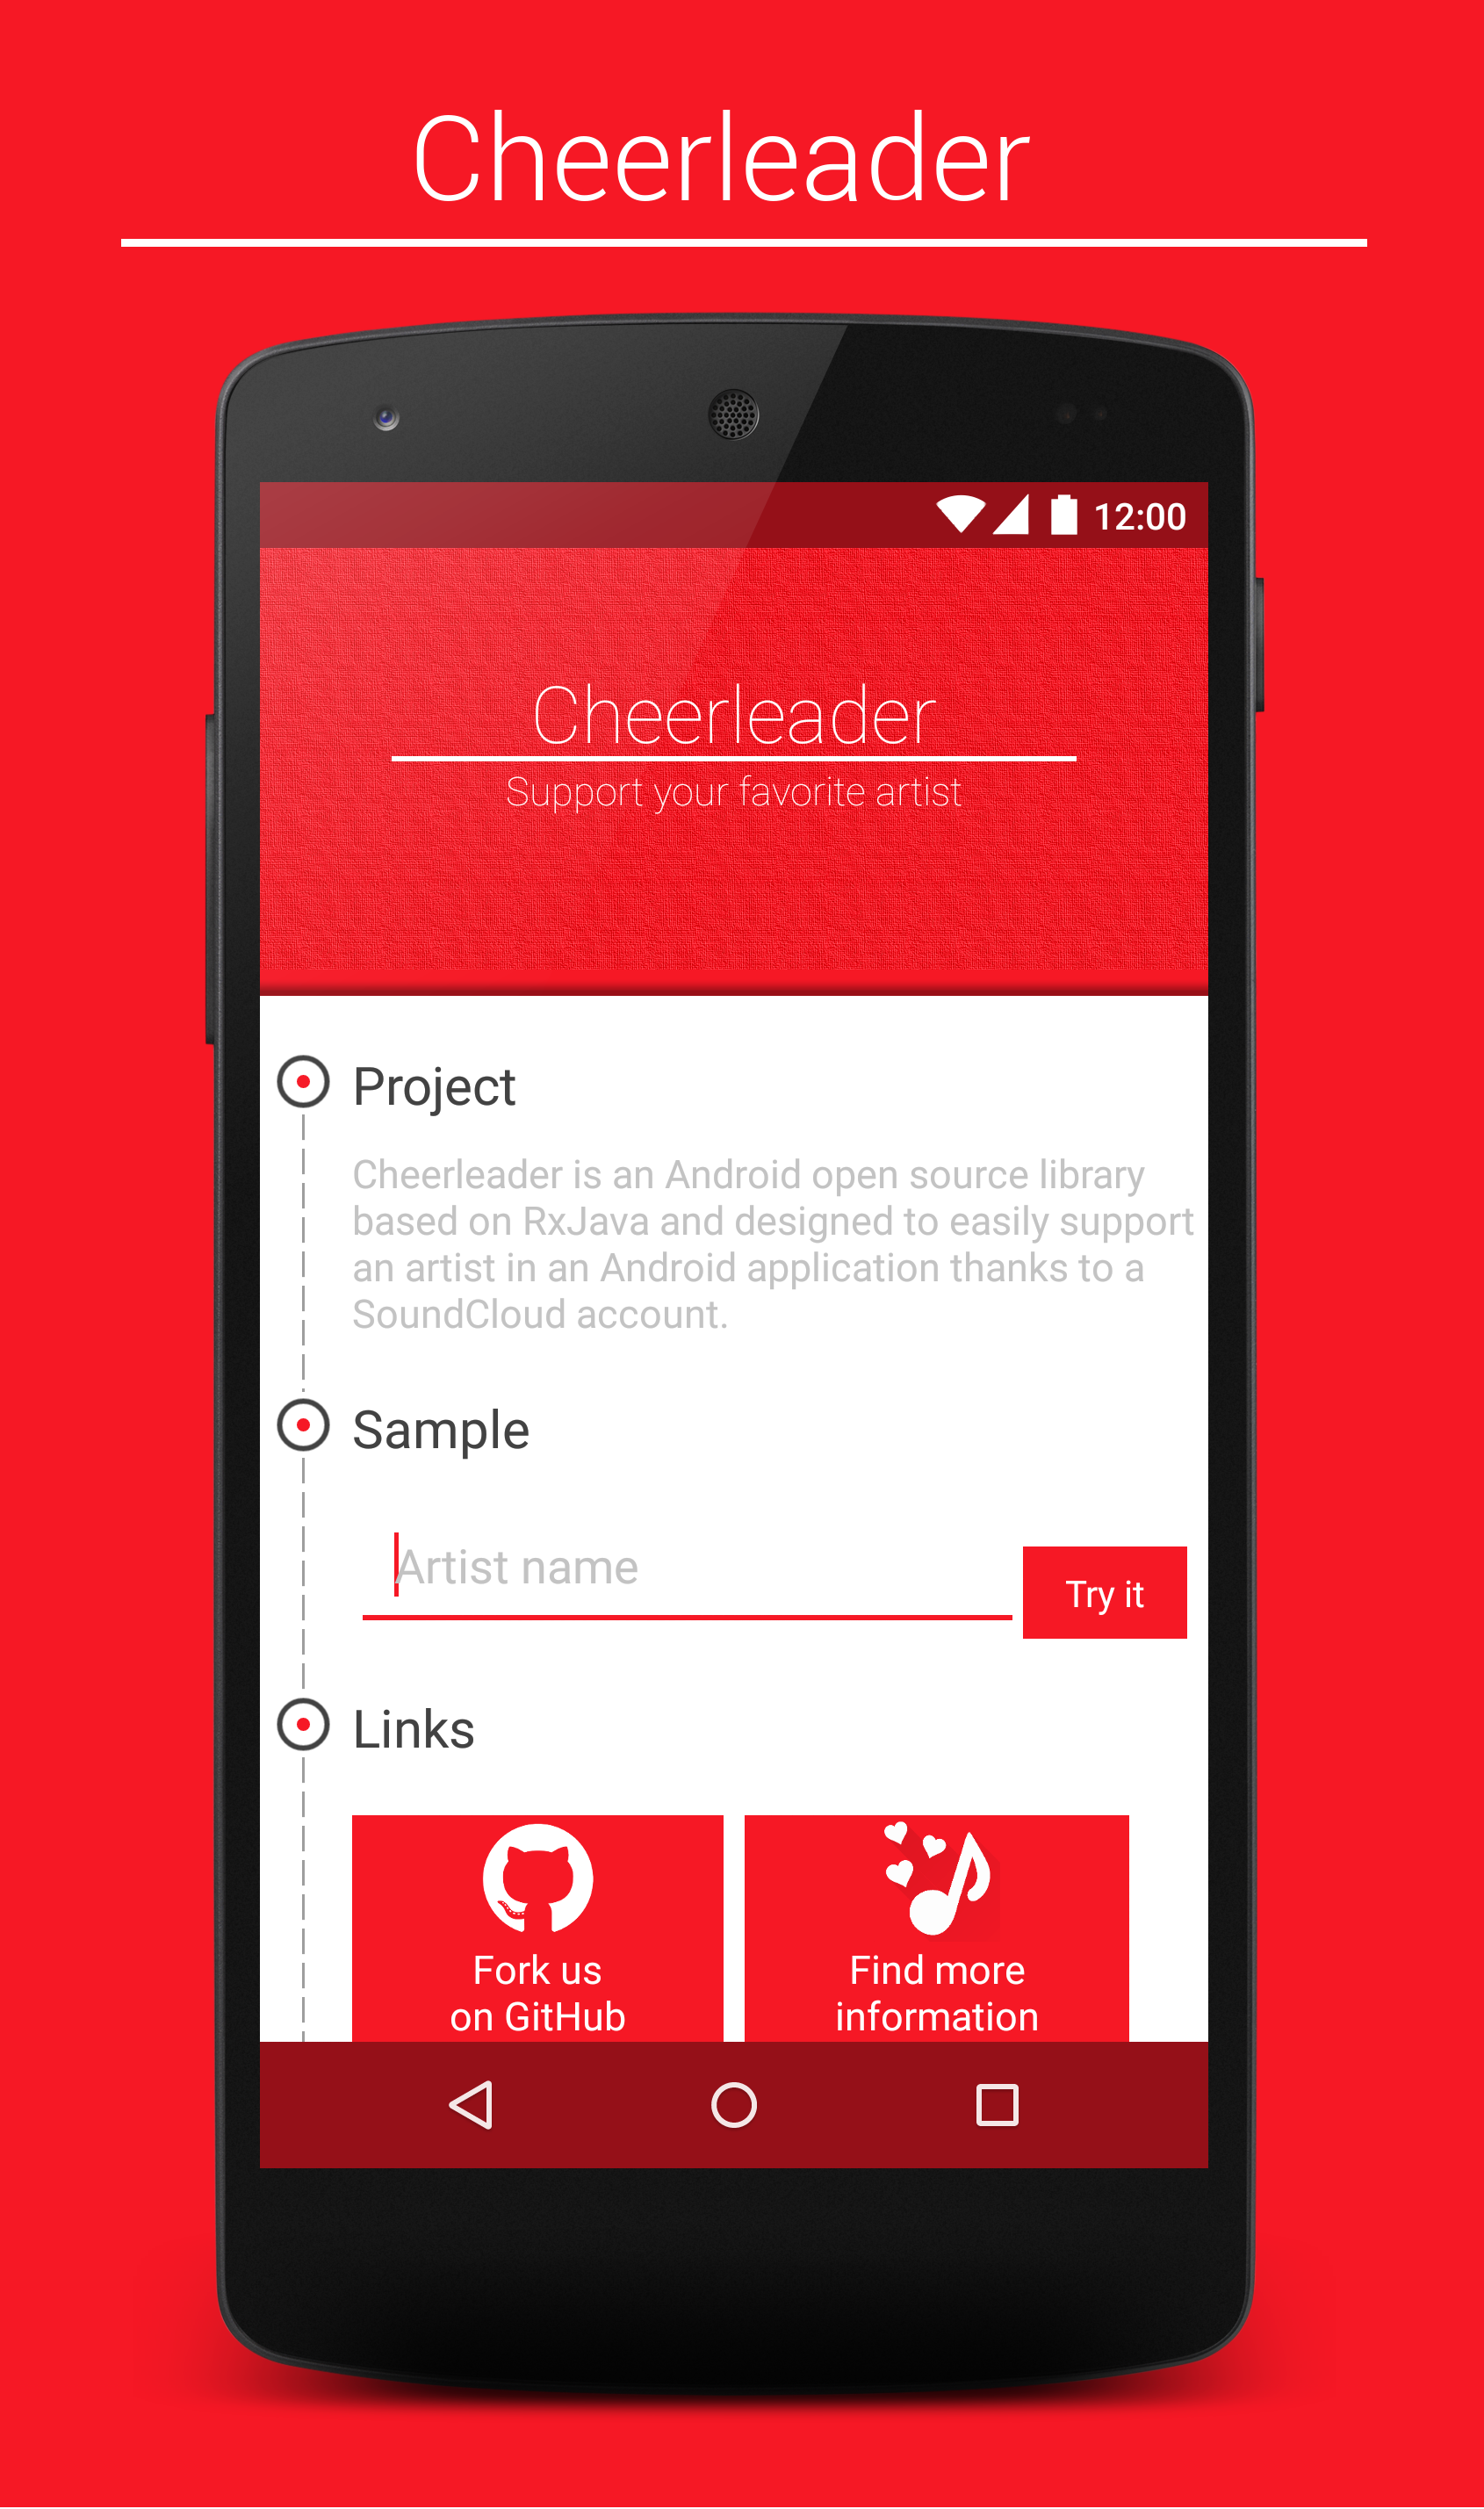 Cheerleader
12:00
Cheerleader
Support your favorite artist
Project
Cheerleader is an Android open source library
based on RxJava and designed to easily support
an artist in an Android application thanks to a
SoundCloud account.
Sample
Artist name
Try it
Links
Fork us
on GitHub
Find more
information